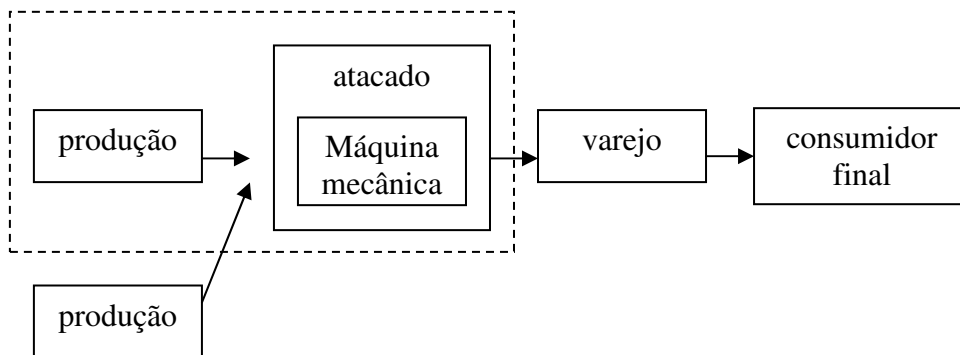 atacado
produção
Máquina
mecânica
varejo
consumidor
final
produção